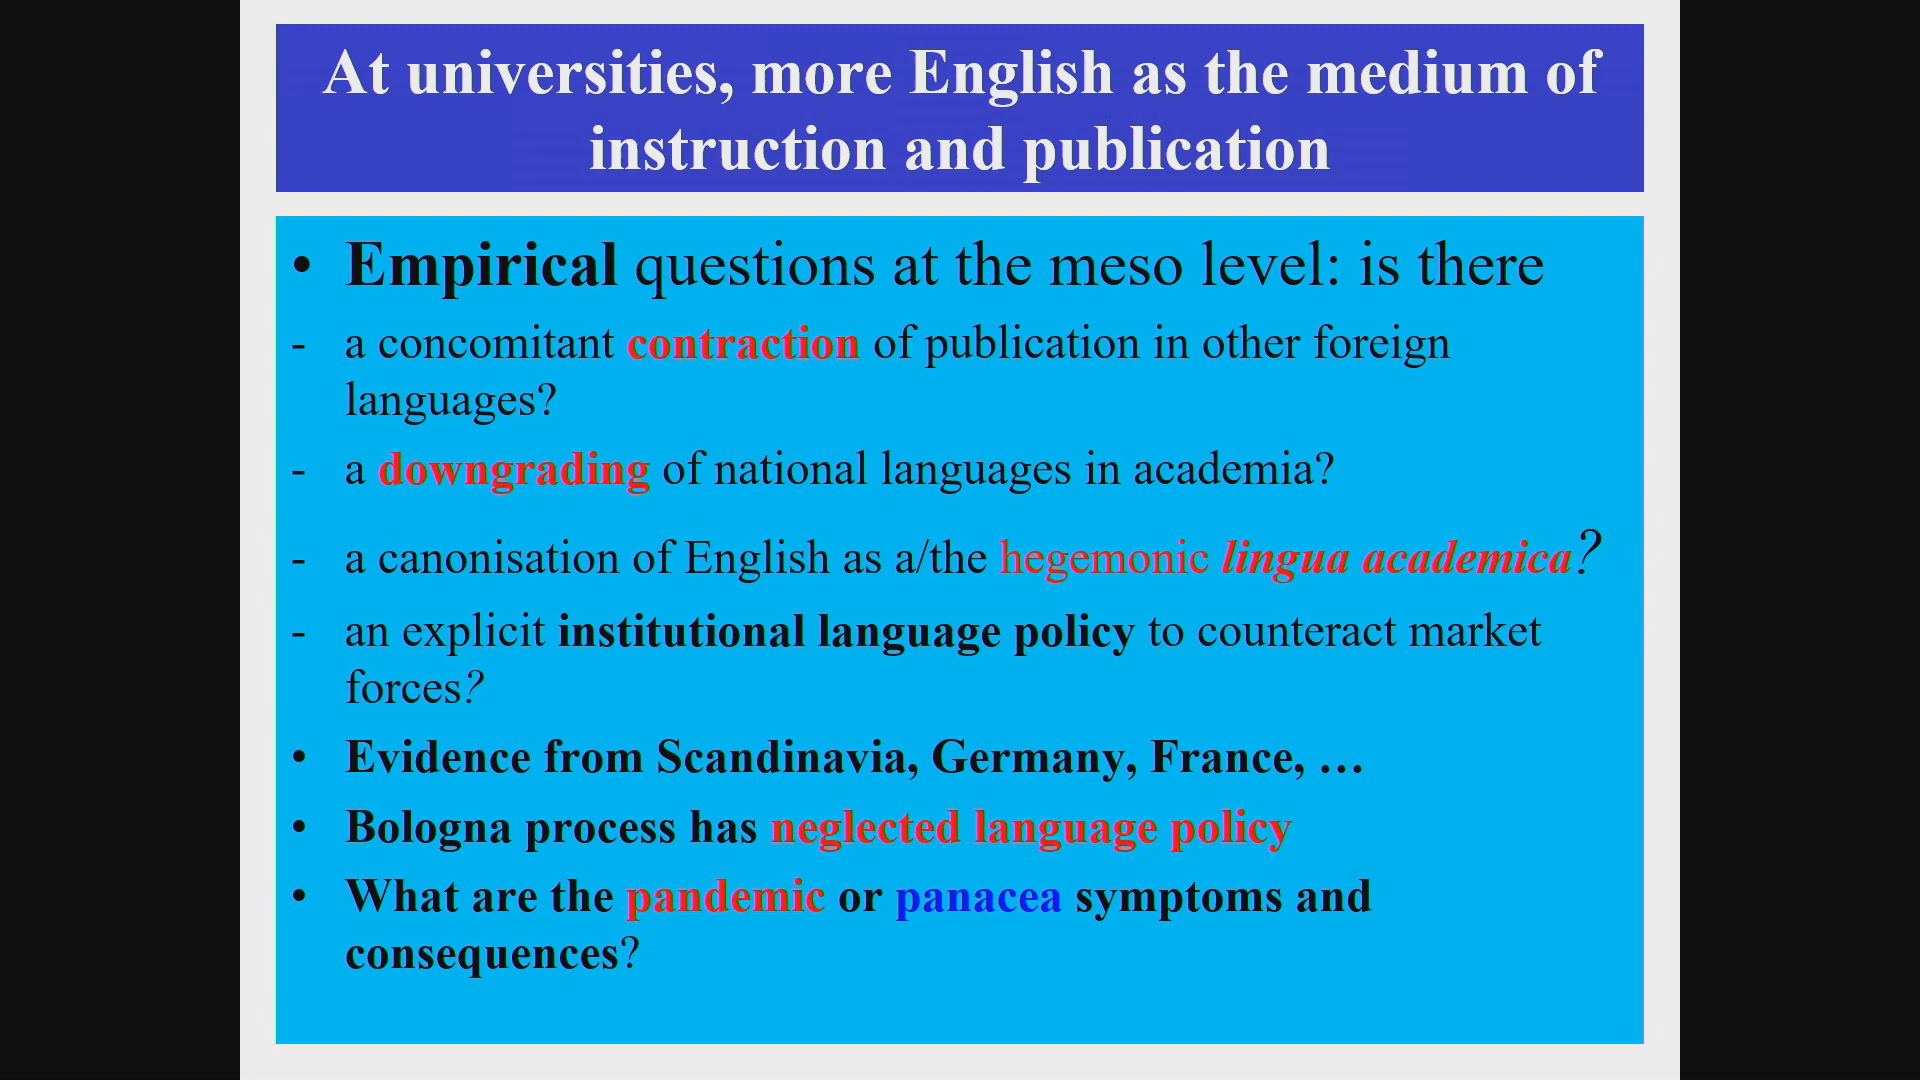 At universities, more English as the medium of
instruction and publication
• Empirical questions at the meso level: is there
- a concomitant contraction of publication in other foreign
languages?
- a downgrading of national languages in academia?
- a canonisation of English as a/the hegemonic lingua academica?
- an explicit institutional language policy to counteract market
forces?
• Evidence from Scandinavia, Germany, France, …
• Bologna process has neglected language policy
• What are the pandemic or panacea symptoms and
consequences?